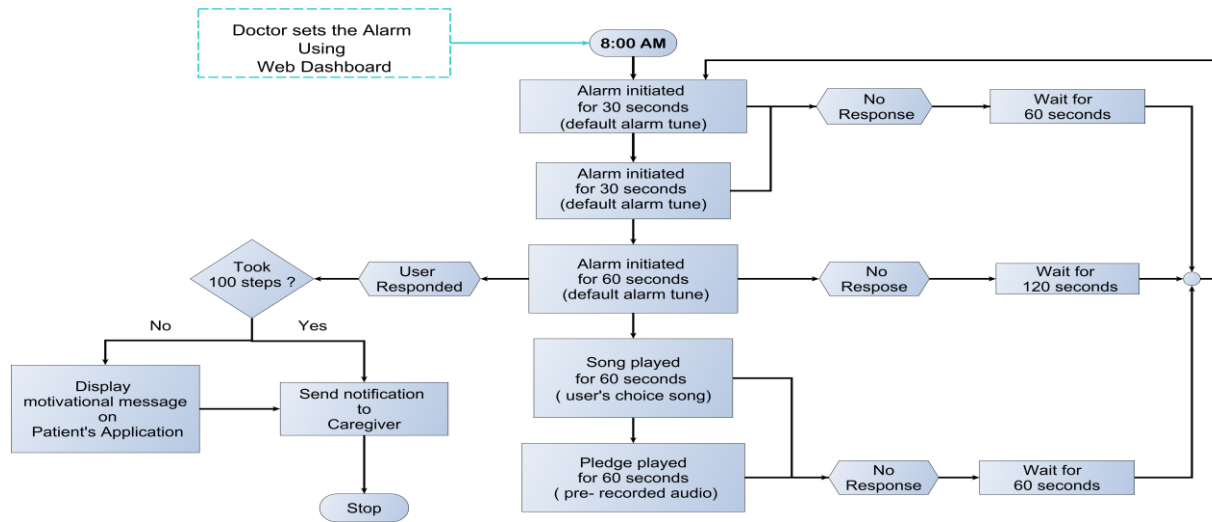 Doctor sets the Alarm
Using
Web Dashboard
8:00 AM
Alarm initiated
for 30 seconds
(default alarm tune)
No
Response
Wait for
60 seconds
Alarm initiated
for 30 seconds
(default alarm tune)
Took
100 steps ?
User
Responded
Alarm initiated
for 60 seconds
(default alarm tune)
No
Respose
Wait for
120 seconds
No
Yes
Display
motivational message
on
Patient's Application
Send notification
to
Caregiver
Song played
for 60 seconds
( user's choice song)
Pledge played
for 60 seconds
( pre- recorded audio)
No
Response
Wait for
60 seconds
Stop